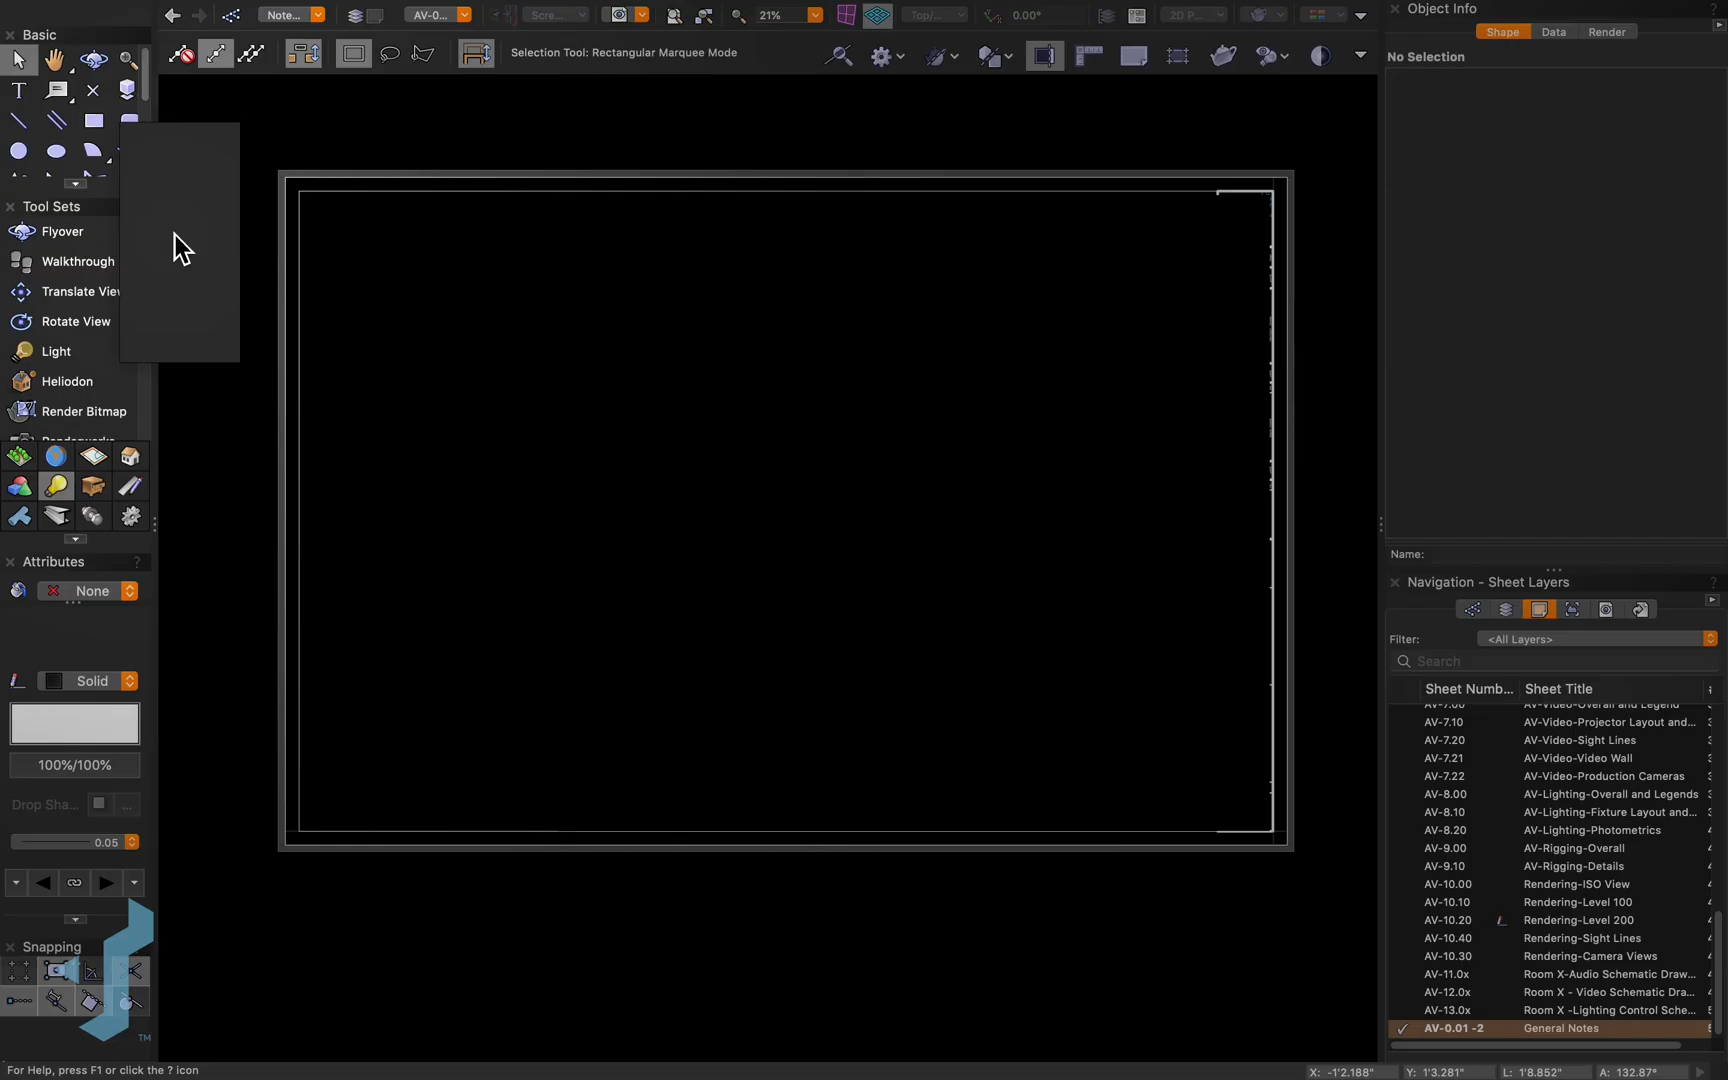 Note...
AV-0...
Scre...
21%
Top/...
0.00°
2D P...
Selection Tool: Rectangular Marquee Mode
Basic
Tool Sets
Flyover
Walkthrough
Translate Vie
Rotate View
Light
Heliodon
Render Bitmap
Attributes
?
None
Solid
100%/100%
Drop Sha...
...
0.05
Snapping
TM
For Help, press F1 or click the ? icon
Object Info
?
Shape
Data
Render
No Selection
Name:
Navigation - Sheet Layers
?
Filter:
<All Layers>
Search
Sheet Numb...
Sheet Title
AV-7.00 AV-Video-Overall and Legend
AV-7.10 AV-Video-Projector Layout and...
AV-7.20 AV-Video-Sight Lines
AV-7.21 AV-Video-Video Wall
AV-7.22 AV-Video-Production Cameras
AV-8.00 AV-Lighting-Overall and Legends
AV-8.10 AV-Lighting-Fixture Layout and...
AV-8.20 AV-Lighting-Photometrics
AV-9.00 AV-Rigging-Overall
AV-9.10 AV-Rigging-Details
AV-10.00 Rendering-ISO View
AV-10.10 Rendering-Level 100
AV-10.20 Rendering-Level 200
AV-10.40 Rendering-Sight Lines
AV-10.30 Rendering-Camera Views
AV-11.0x Room X-Audio Schematic Draw...
AV-12.0x Room X - Video Schematic Dra...
AV-13.0x Room X -Lighting Control Sche...
AV-0.01 -2 General Notes
X: -1'2.188"
Y: 1'3.281"
L: 1'8.852"
A: 132.87°